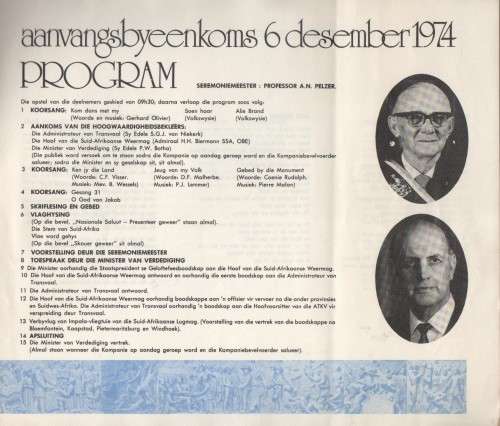 aanvangsbyeenkoms 6 desember 1974
PROGRAM
SEREMONIEMEESTER : PROFESSOR A.N. PELZER.
Die opstel van die deelnemers geskied van 09h30, daarna verloop die program soos volg:
1 KOORSANG: Kom dans met my Soes haar Alie Brand
(Woorde en musiek: Gerhard Olivier) (Volkswysie) (Volkswysie)
2 AANKOMS VAN DIE HOOGWAARDIGHEIDSBEKLEËRS:
Die Administrateur van Transvaal (Sy Edele S.G.J. van Niekerk)
Die Hoof van die Suid-Afrikaanse Weermag (Admiraal H.H. Biermann SSA, OBE)
Die Minister van Verdediging (Sy Edele P.W. Botha)
(Die publiek word versoek om te staan sodra die Kompanie op aandag geroep word en die Kompaniesbevelvoerder
salueer; sodra die Minister en sy geselskap sit, sit almal).
3 KOORSANG: Ken jy die Land Jeug van my Volk Gebed by die Monument
(Woorde: C.F. Visser. (Woorde: D.F. Malherbe. (Woorde: Coenie Rudolph.
Musiek: Mev. B. Wessels) Musiek: P.J. Lemmer) Musiek: Pierre Malan)
4 KOORSANG: Gesang 31
O God van Jakob
5 SKRIFLESING EN GEBED
6 VLAGHYSING
(Op die bevel „Nasionale Saluut – Presenteer geweer” staan almal).
Die Stem van Suid-Afrika
Vlae word gehys
(Op die bevel „Skouer geweer” sit almal)
7 VOORSTELLING DEUR DIE SEREMONIEMEESTER
8 TOESPRAAK DEUR DIE MINISTER VAN VERDEDIGING
9 Die Minister oorhandig die Staatspresident se Geloftefeesboodskap aan die Hoof van die Suid-Afrikaanse Weermag.
10 Die Hoof van die Suid-Afrikaanse Weermag antwoord en oorhandig die eerste boodskap aan die Administrateur van
Transvaal.
11 Die Administrateur van Transvaal antwoord.
12 Die Hoof van die Suid-Afrikaanse Weermag oorhandig boodskappe aan 'n offisier vir vervoer na die ander provinsies
en Suidwes-Afrika. Die Administrateur van Transvaal oorhandig 'n boodskap aan die Hoofvoorsitter van die ATKV vir
verspreiding deur Transvaal.
13 Verbyvlug van Impala-vliegtuie van die Suid-Afrikaanse Lugmag. (Voorstelling van die vertrek van die boodskappe na
Bloemfontein, Kaapstad, Pietermaritzburg en Windhoek).
14 AFSLUITING
15 Die Minister van Verdediging vertrek.
(Almal staan wanneer die Kompanie op aandag geroep word en die Kompaniesbevelvoerder salueer).